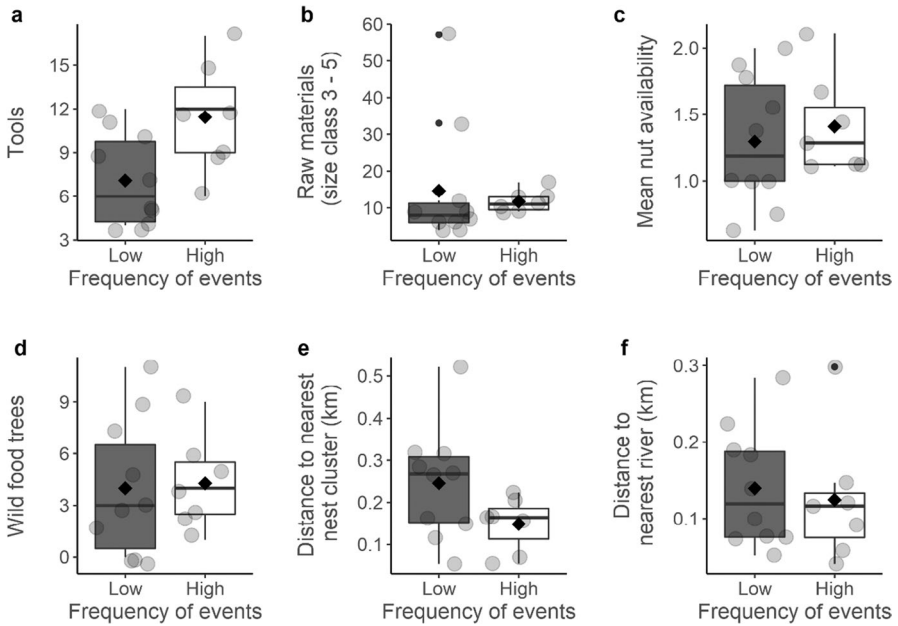 a
Tools
15
12
9
6
3
Low High
Frequency of events
b
Raw materials
(size class 3 - 5)
60
50
40
30
20
10
Low High
Frequency of events
c
Mean nut availability
2.0
1.5
1.0
Low High
Frequency of events
d
Wild food trees
9
6
3
0
Low High
Frequency of events
e
Distance to nearest
nest cluster (km)
0.5
0.4
0.3
0.2
0.1
Low High
Frequency of events
f
Distance to
nearest river (km)
0.3
0.2
0.1
Low High
Frequency of events